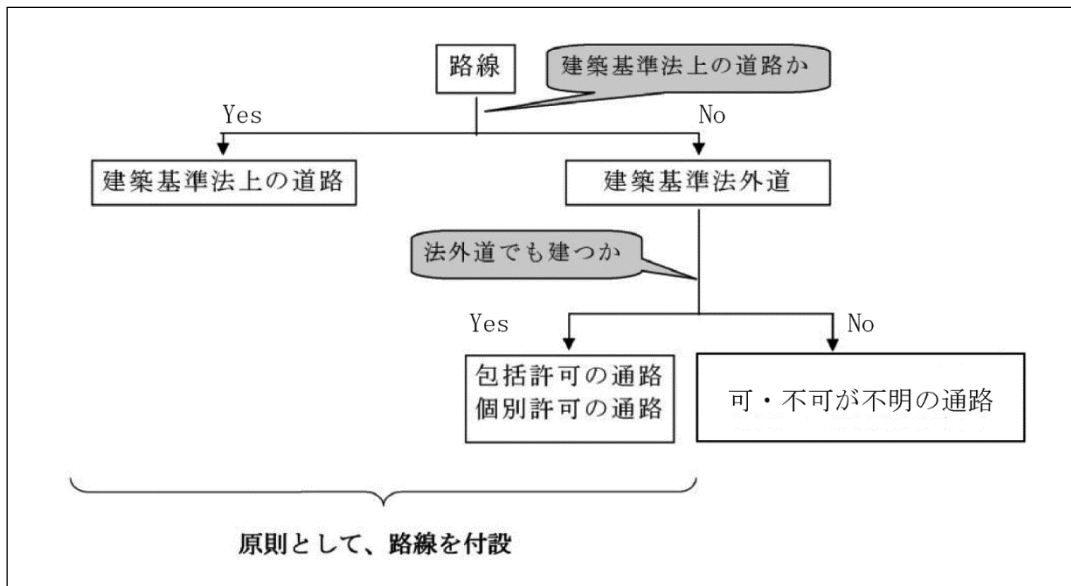 路線
建築基準法上の道路か
Yes
No
建築基準法上の道路
建築基準法外道
法外道でも建つか
Yes
No
包括許可の通路
個別許可の通路
可・不可が不明の通路
原則として、路線を付設